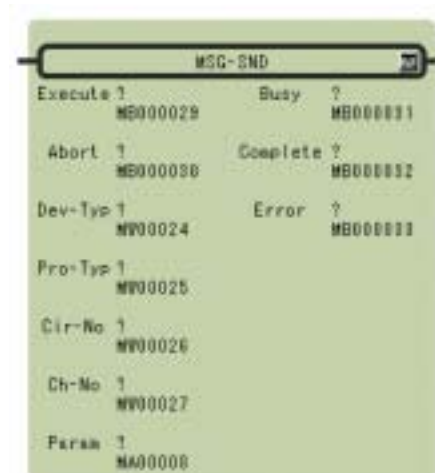 MSG-SND
Execute ? Busy ?
MB000029 MB000031
Abort ? Complete ?
MB000030 MB000032
Dev-Typ ? Error ?
MW00024 MB000033
Pro-Typ ?
MW00025
Cir-No ?
MW00026
Ch-No ?
MW00027
Param ?
MA00008